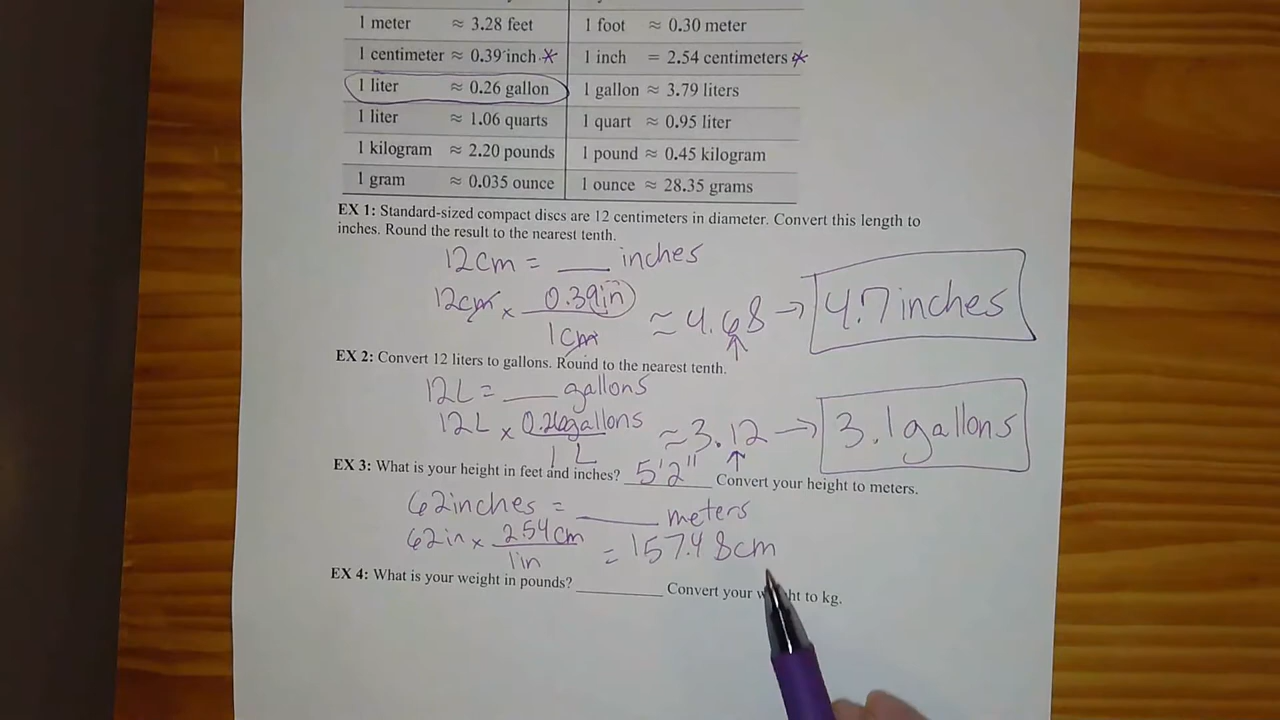 1 meter ≈ 3.28 feet 1 foot ≈ 0.30 meter
1 centimeter ≈ 0.39 inch * 1 inch = 2.54 centimeters *
1 liter ≈ 0.26 gallon 1 gallon ≈ 3.79 liters
1 liter ≈ 1.06 quarts 1 quart ≈ 0.95 liter
1 kilogram ≈ 2.20 pounds 1 pound ≈ 0.45 kilogram
1 gram ≈ 0.035 ounce 1 ounce ≈ 28.35 grams
EX 1: Standard-sized compact discs are 12 centimeters in diameter. Convert this length to
inches. Round the result to the nearest tenth.
12cm = ___ inches
12cm × 0.39in
1cm
≈ 4.68 → 4.7 inches
EX 2: Convert 12 liters to gallons. Round to the nearest tenth.
12L = ___ gallons
12L × 0.26gallons
1 L
≈ 3.12 → 3.1 gallons
EX 3: What is your height in feet and inches? 5'2" Convert your height to meters.
62inches = ___ meters
62in × 2.54cm
1in
= 157.48cm
EX 4: What is your weight in pounds? ___ Convert your to kg.